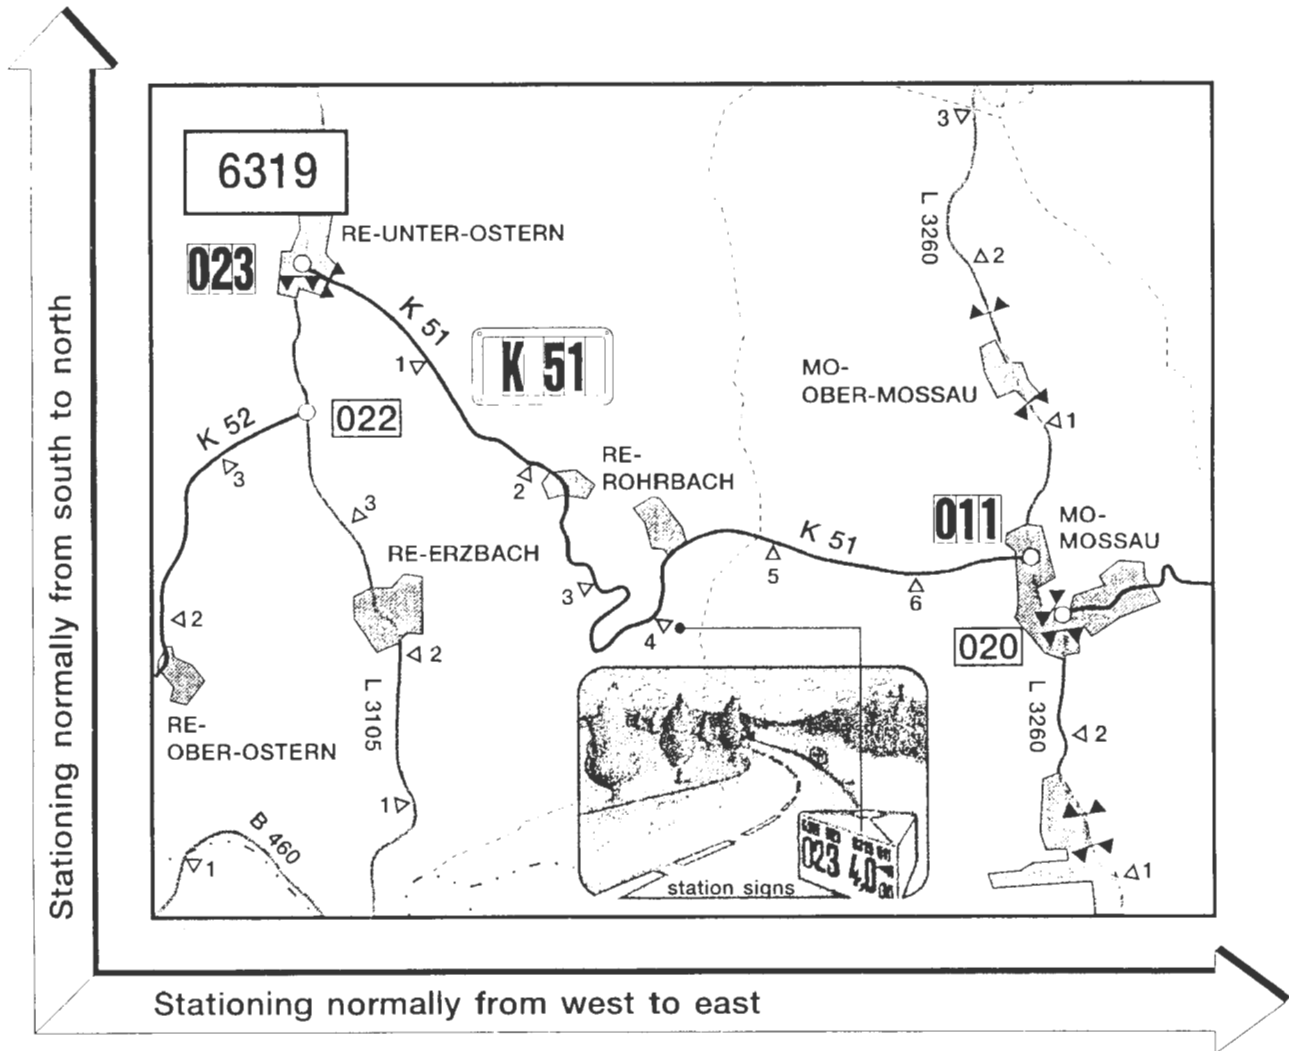 3
6319
L 3260
RE-UNTER-OSTERN
023
2
K 51
1
K 51
MO-
OBER-MOSSAU
022
1
K 52
3
RE-
ROHRBACH
2
3
011
MO-
MOSSAU
K 51
RE-ERZBACH
5
6
3
2
4
020
2
RE-
OBER-OSTERN
L 3105
L 3260
2
1
B 460
1
023 4,0
station signs
1
Stationing normally from south to north
Stationing normally from west to east